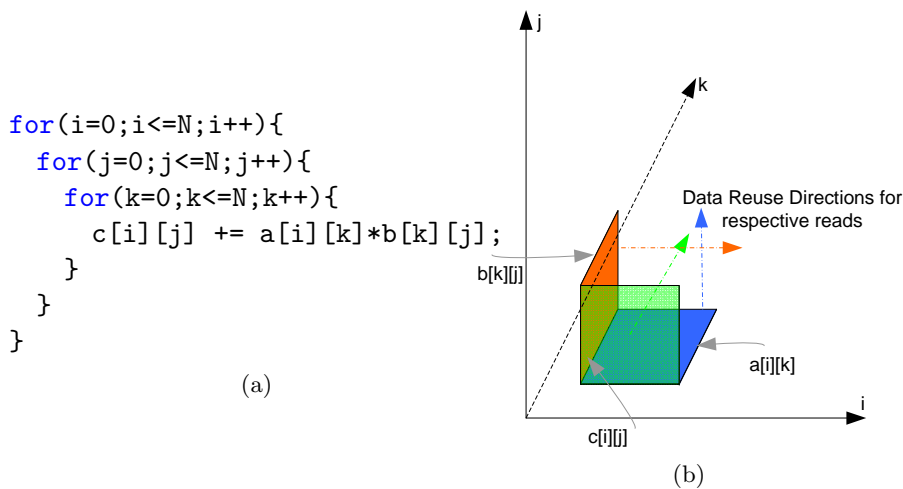 for(i=0;i<=N;i++){
for(j=0;j<=N;j++){
for(k=0;k<=N;k++){
c[i][j] += a[i][k]*b[k][j];
}
}
}
(a)
j
k
Data Reuse Directions for
respective reads
b[k][j]
a[i][k]
i
c[i][j]
(b)